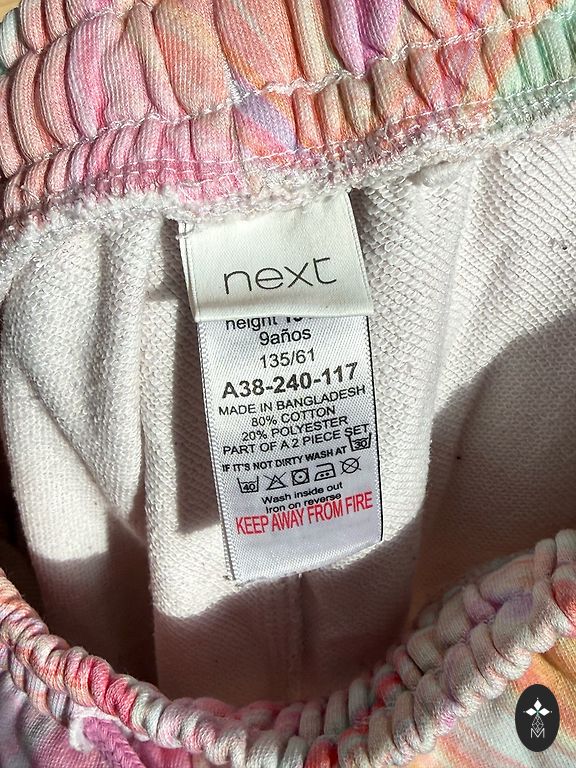 next
height
9años
135/61
A38-240-117
MADE IN BANGLADESH
80% COTTON
20% POLYESTER
PART OF A 2 PIECE SET
IF IT'S NOT DIRTY WASH AT 30
40
Wash inside out
Iron on reverse
KEEP AWAY FROM FIRE
M